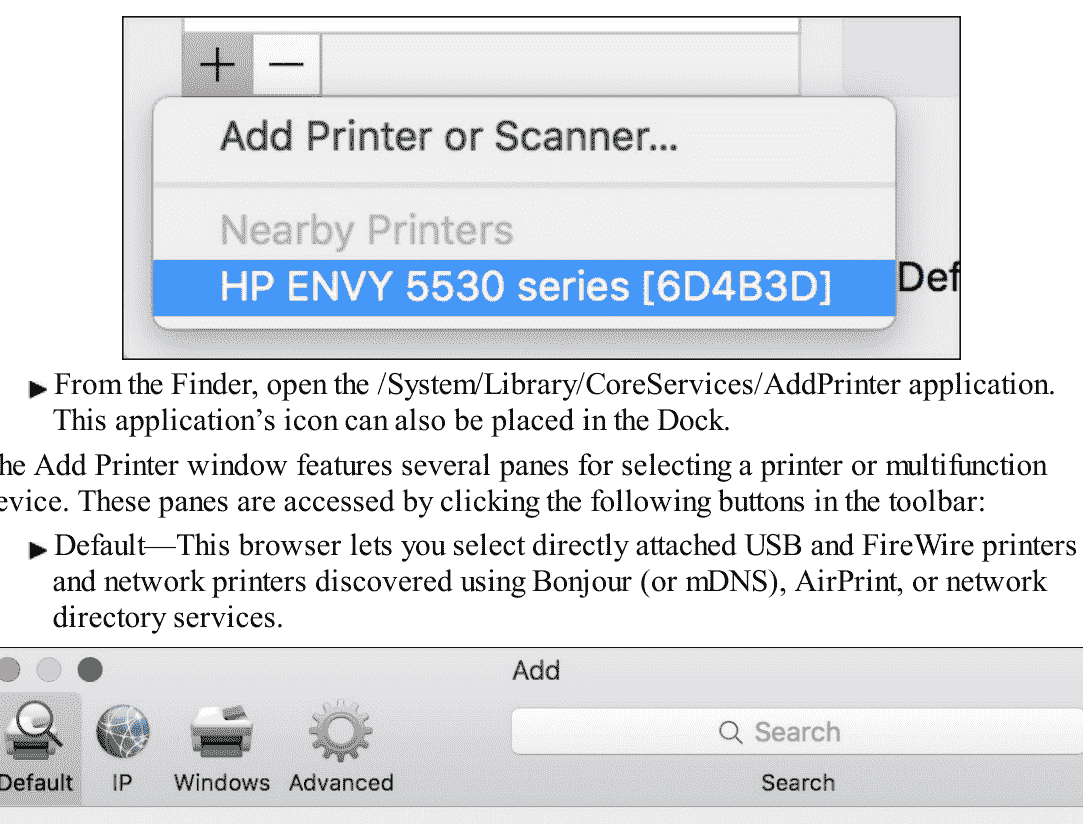 + −
Add Printer or Scanner...
Nearby Printers
HP ENVY 5530 series [6D4B3D]
Def
▶ From the Finder, open the /System/Library/CoreServices/AddPrinter application.
This application’s icon can also be placed in the Dock.
he Add Printer window features several panes for selecting a printer or multifunction
evice. These panes are accessed by clicking the following buttons in the toolbar:
▶ Default—This browser lets you select directly attached USB and FireWire printers
and network printers discovered using Bonjour (or mDNS), AirPrint, or network
directory services.
Add
Search
Default IP Windows Advanced Search